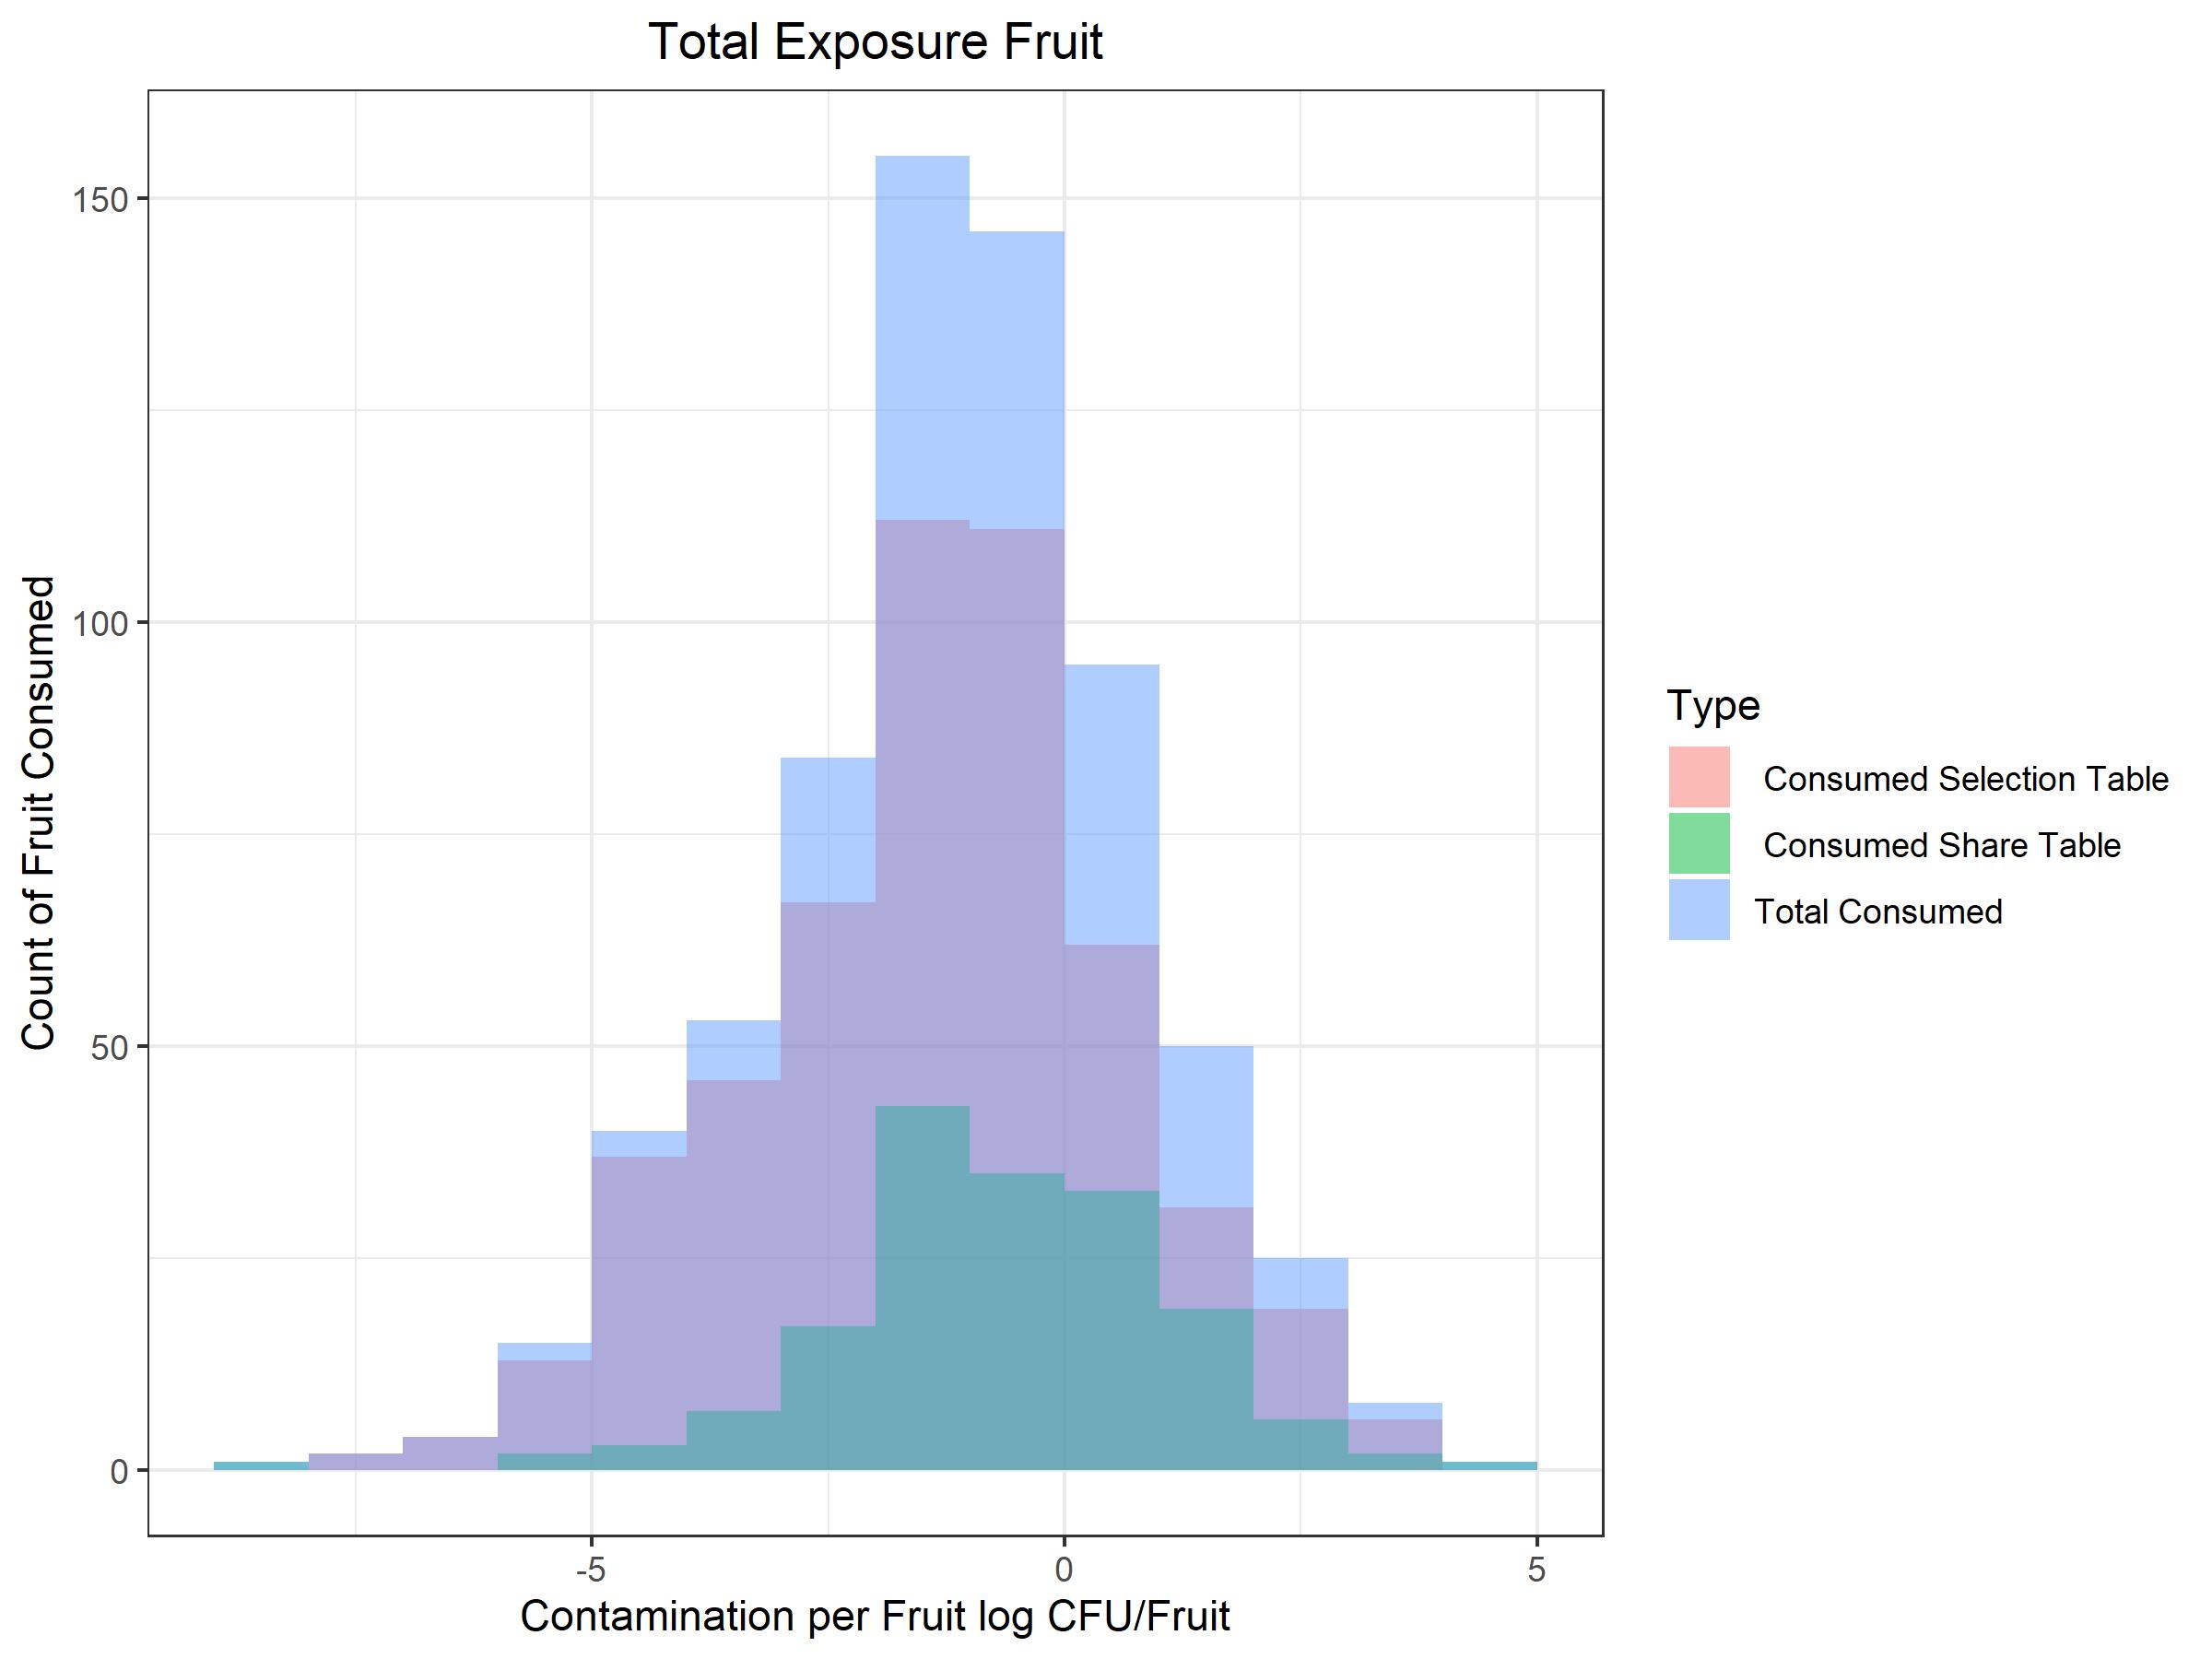 Total Exposure Fruit
150
100
50
0
-5
0
5
Count of Fruit Consumed
Contamination per Fruit log CFU/Fruit
Type
Consumed Selection Table
Consumed Share Table
Total Consumed